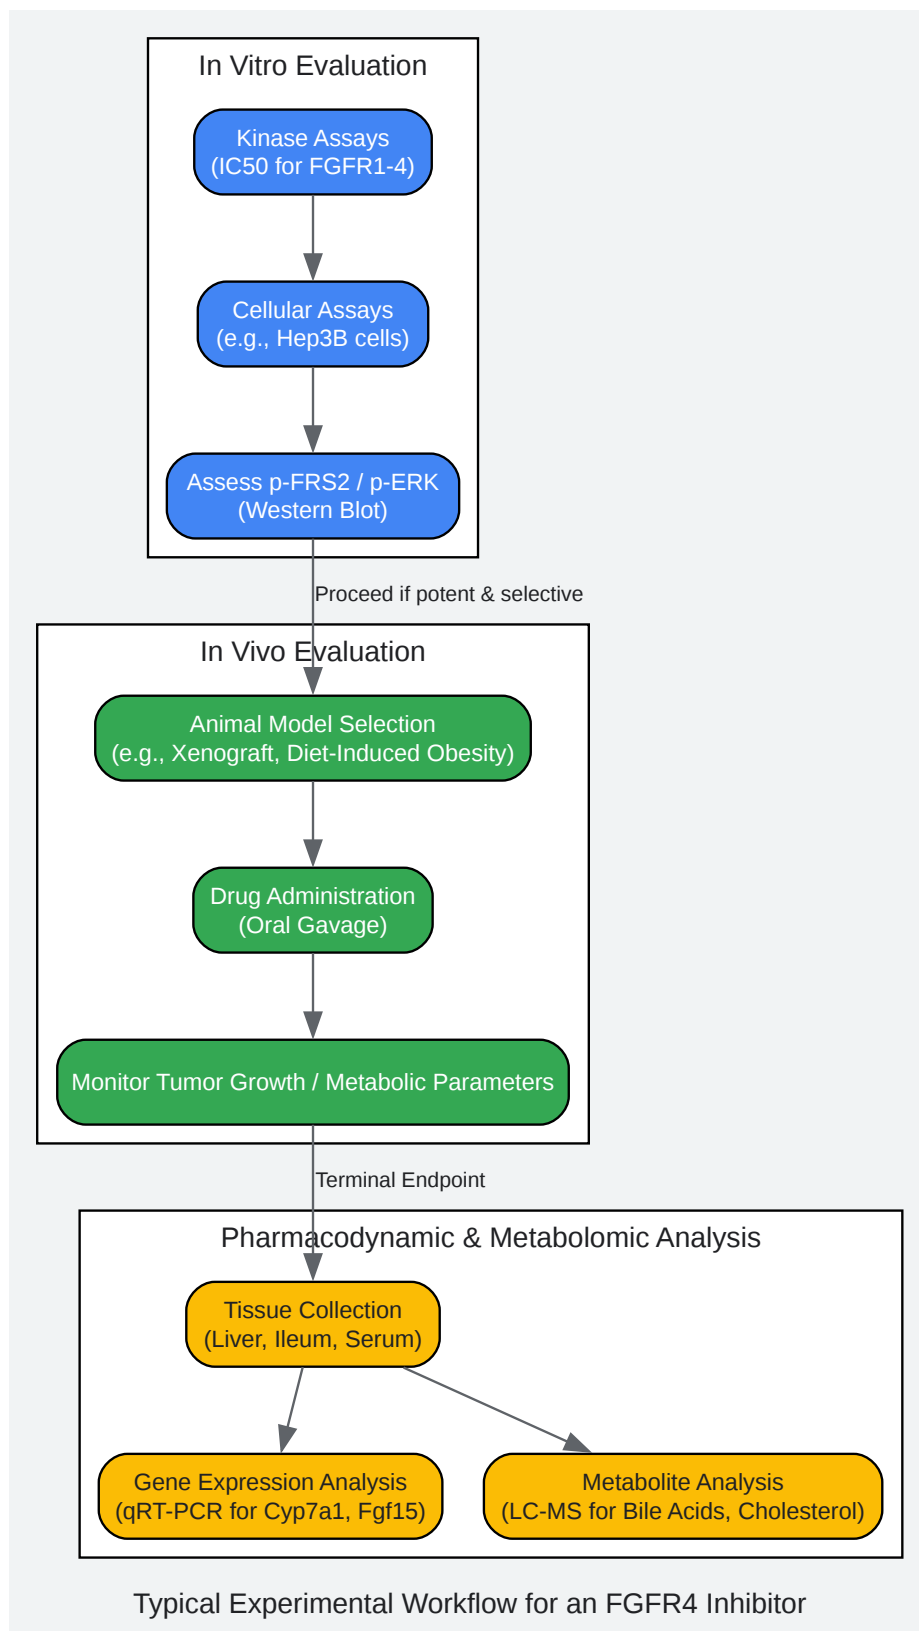 In Vitro Evaluation
Kinase Assays
(IC50 for FGFR1-4)
Cellular Assays
(e.g., Hep3B cells)
Assess p-FRS2 / p-ERK
(Western Blot)
Proceed if potent & selective
In Vivo Evaluation
Animal Model Selection
(e.g., Xenograft, Diet-Induced Obesity)
Drug Administration
(Oral Gavage)
Monitor Tumor Growth / Metabolic Parameters
Terminal Endpoint
Pharmacodynamic & Metabolomic Analysis
Tissue Collection
(Liver, Ileum, Serum)
Gene Expression Analysis
(qRT-PCR for Cyp7a1, Fgf15)
Metabolite Analysis
(LC-MS for Bile Acids, Cholesterol)
Typical Experimental Workflow for an FGFR4 Inhibitor